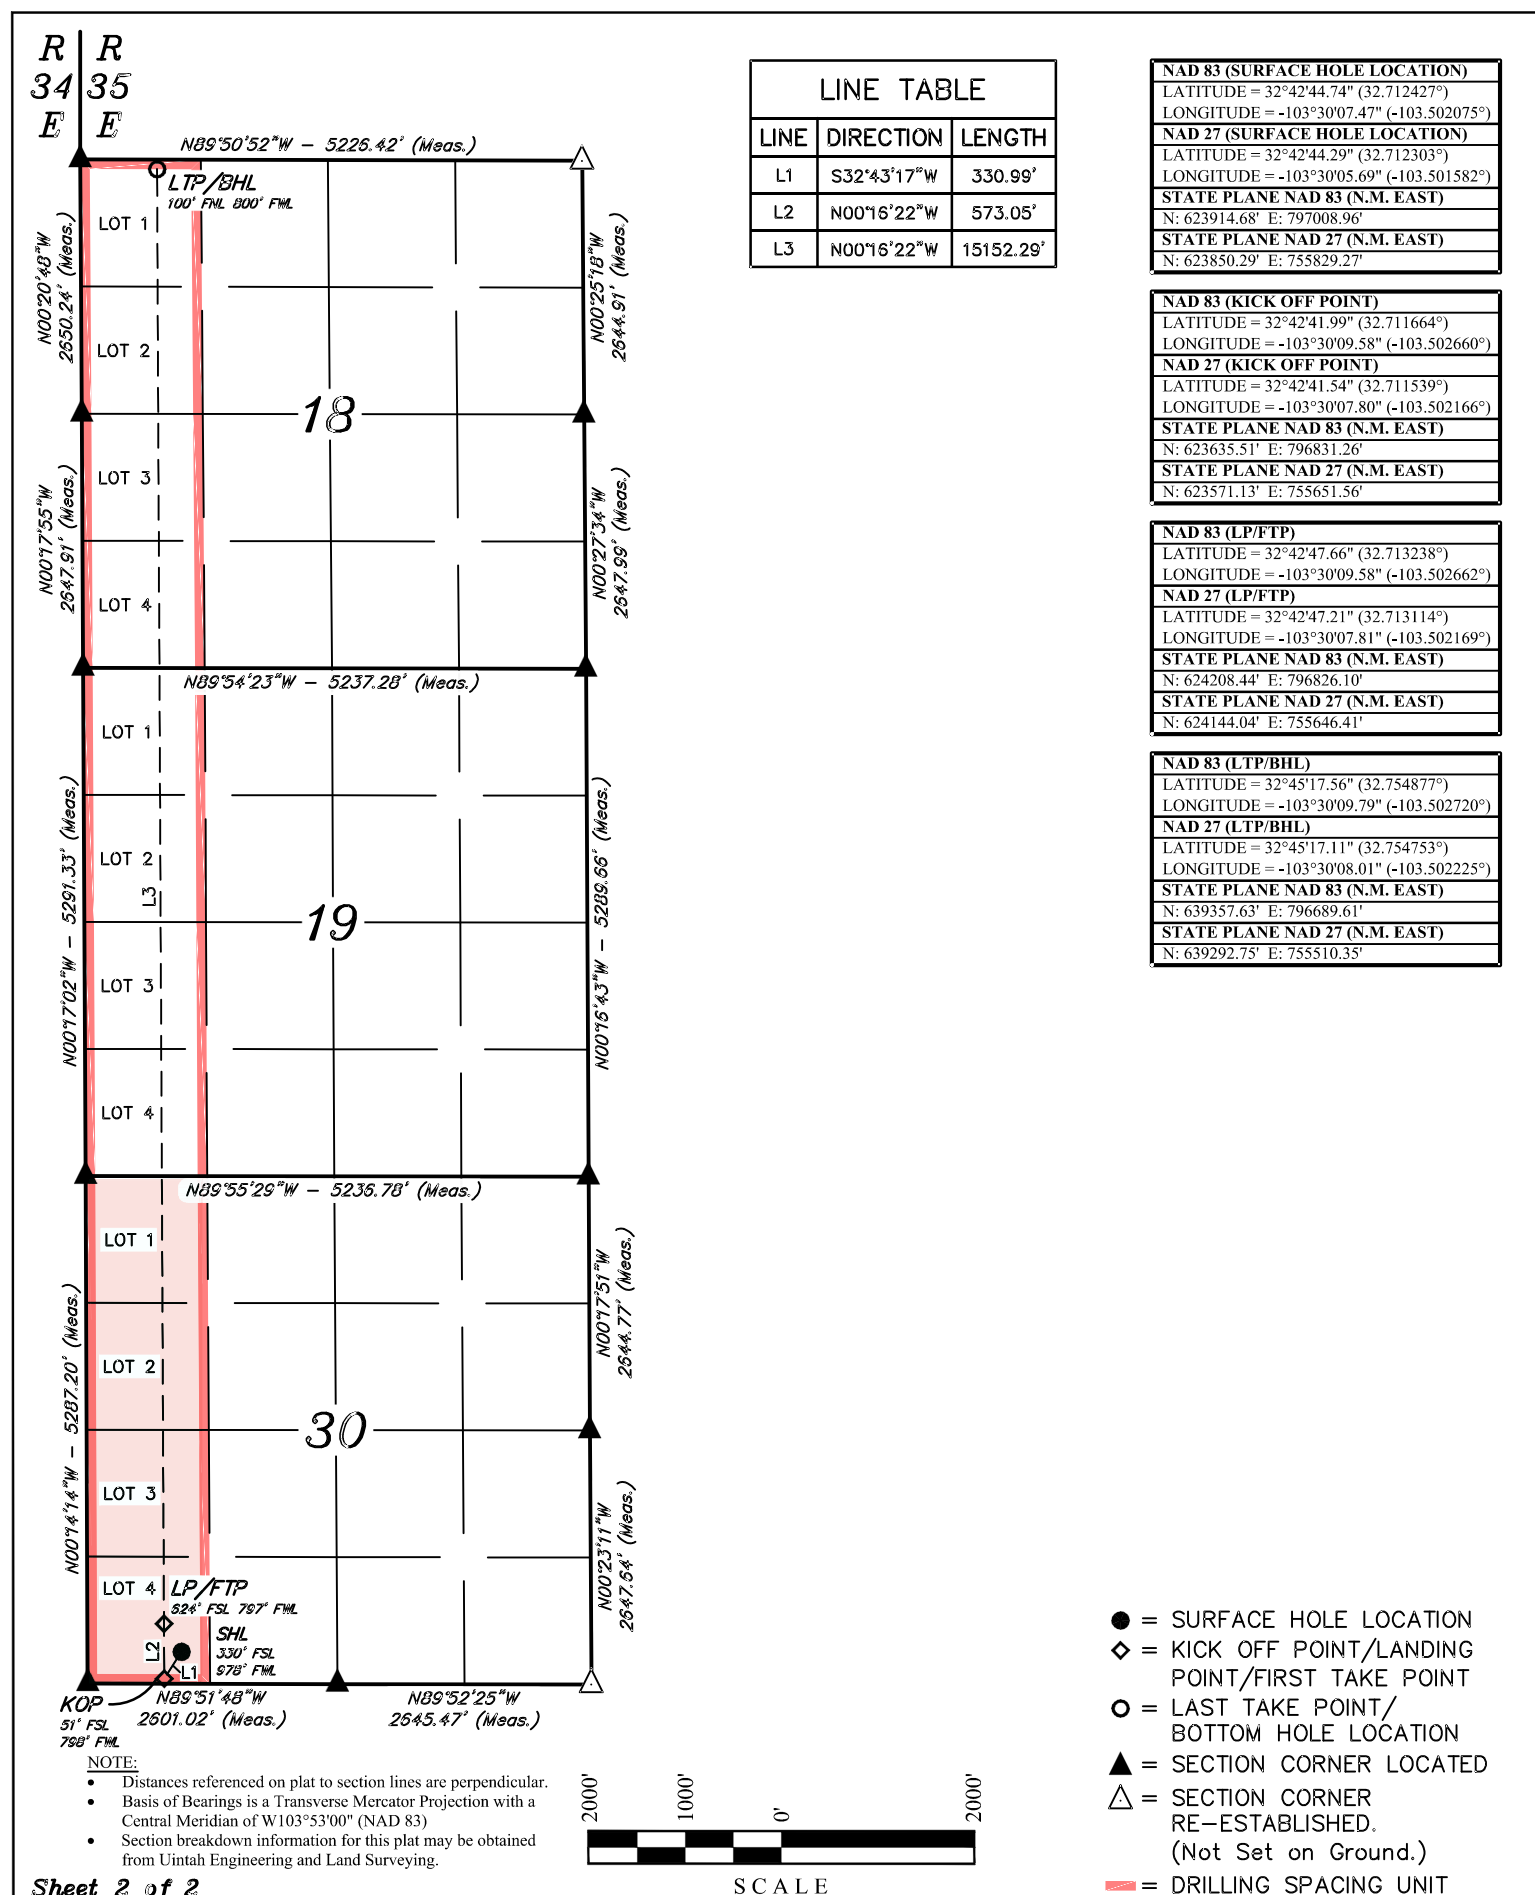 R R
34 35
E E
N89°50'52"W – 5226.42' (Meas.)
LTP/BHL
100' FNL 800' FWL
LOT 1
N00°20'48"W
2650.24' (Meas.)
N00°25'18"W
2644.91' (Meas.)
LOT 2
18
LOT 3
N00°17'55"W
2647.91' (Meas.)
N00°27'34"W
2647.99' (Meas.)
LOT 4
N89°54'23"W – 5237.28' (Meas.)
LOT 1
LOT 2
L3
N00°17'02"W – 5291.33' (Meas.)
19
N00°16'43"W – 5289.66' (Meas.)
LOT 3
LOT 4
N89°55'29"W – 5236.78' (Meas.)
LOT 1
N00°17'51"W
2644.77' (Meas.)
LOT 2
N00°14'14"W – 5287.20' (Meas.)
30
LOT 3
N00°23'11"W
2647.54' (Meas.)
LOT 4
LP/FTP
624' FSL 797' FWL
L2
SHL
330' FSL
978' FWL
L1
KOP
51' FSL
798' FWL
N89°51'48"W
2601.02' (Meas.)
N89°52'25"W
2645.47' (Meas.)
LINE TABLE
LINE DIRECTION LENGTH
L1 S32°43'17"W 330.99'
L2 N00°16'22"W 573.05'
L3 N00°16'22"W 15152.29'
NAD 83 (SURFACE HOLE LOCATION)
LATITUDE = 32°42'44.74" (32.712427°)
LONGITUDE = -103°30'07.47" (-103.502075°)
NAD 27 (SURFACE HOLE LOCATION)
LATITUDE = 32°42'44.29" (32.712303°)
LONGITUDE = -103°30'05.69" (-103.501582°)
STATE PLANE NAD 83 (N.M. EAST)
N: 623914.68' E: 797008.96'
STATE PLANE NAD 27 (N.M. EAST)
N: 623850.29' E: 755829.27'
NAD 83 (KICK OFF POINT)
LATITUDE = 32°42'41.99" (32.711664°)
LONGITUDE = -103°30'09.58" (-103.502660°)
NAD 27 (KICK OFF POINT)
LATITUDE = 32°42'41.54" (32.711539°)
LONGITUDE = -103°30'07.80" (-103.502166°)
STATE PLANE NAD 83 (N.M. EAST)
N: 623635.51' E: 796831.26'
STATE PLANE NAD 27 (N.M. EAST)
N: 623571.13' E: 755651.56'
NAD 83 (LP/FTP)
LATITUDE = 32°42'47.66" (32.713238°)
LONGITUDE = -103°30'09.58" (-103.502662°)
NAD 27 (LP/FTP)
LATITUDE = 32°42'47.21" (32.713114°)
LONGITUDE = -103°30'07.81" (-103.502169°)
STATE PLANE NAD 83 (N.M. EAST)
N: 624208.44' E: 796826.10'
STATE PLANE NAD 27 (N.M. EAST)
N: 624144.04' E: 755646.41'
NAD 83 (LTP/BHL)
LATITUDE = 32°45'17.56" (32.754877°)
LONGITUDE = -103°30'09.79" (-103.502720°)
NAD 27 (LTP/BHL)
LATITUDE = 32°45'17.11" (32.754753°)
LONGITUDE = -103°30'08.01" (-103.502225°)
STATE PLANE NAD 83 (N.M. EAST)
N: 639357.63' E: 796689.61'
STATE PLANE NAD 27 (N.M. EAST)
N: 639292.75' E: 755510.35'
NOTE:
• Distances referenced on plat to section lines are perpendicular.
• Basis of Bearings is a Transverse Mercator Projection with a
Central Meridian of W103°53'00" (NAD 83)
• Section breakdown information for this plat may be obtained
from Uintah Engineering and Land Surveying.
Sheet 2 of 2
2000' 1000' 0' 2000'
SCALE
= SURFACE HOLE LOCATION
= KICK OFF POINT/LANDING
POINT/FIRST TAKE POINT
= LAST TAKE POINT/
BOTTOM HOLE LOCATION
= SECTION CORNER LOCATED
= SECTION CORNER
RE–ESTABLISHED.
(Not Set on Ground.)
= DRILLING SPACING UNIT